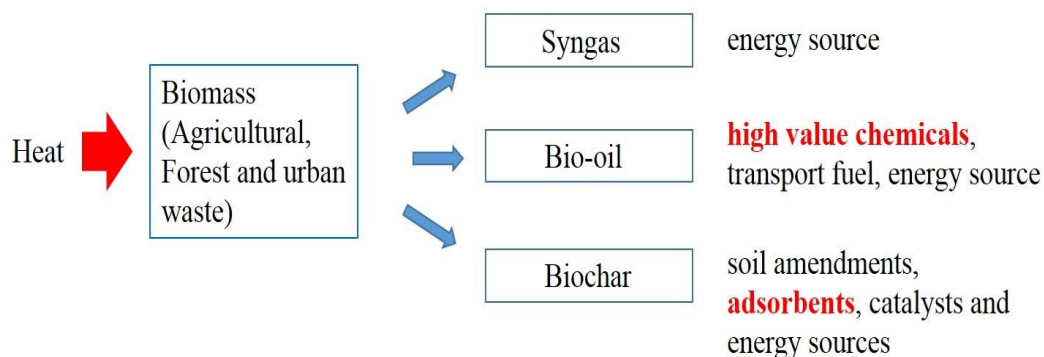 Heat
Biomass
(Agricultural,
Forest and urban
waste)
Syngas
energy source
Bio-oil
high value chemicals,
transport fuel, energy source
Biochar
soil amendments,
adsorbents, catalysts and
energy sources